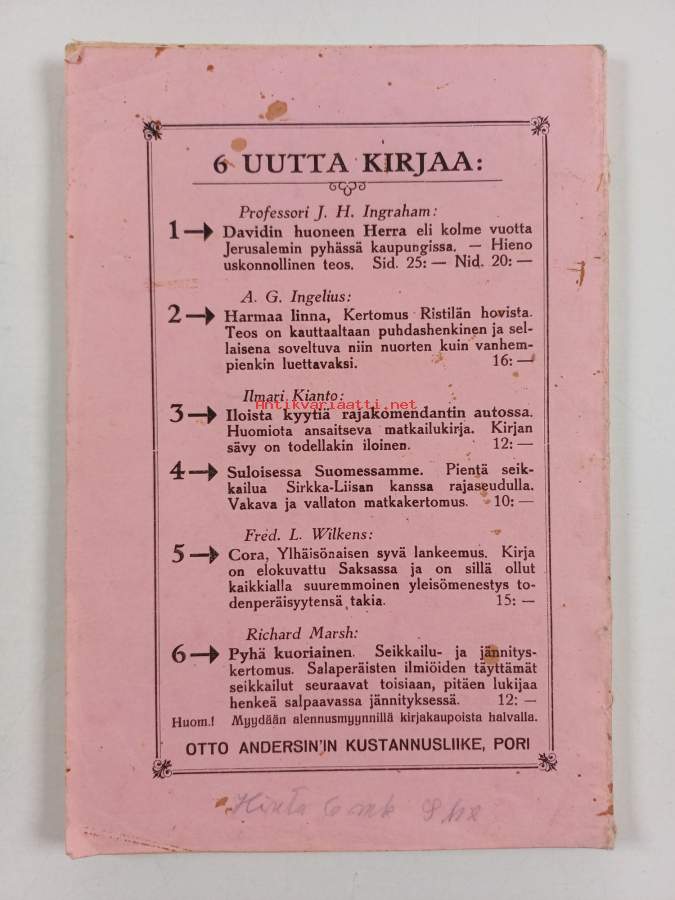 6 UUTTA KIRJAA:
Professori J. H. Ingraham:
1 → Davidin huoneen Herra eli kolme vuotta
Jerusalemin pyhässä kaupungissa. — Hieno
uskonnollinen teos. Sid. 25: — Nid. 20: —
A. G. Ingelius:
2 → Harmaa linna, Kertomus Ristilän hovista.
Teos on kauttaaltaan puhdashenkinen ja sel-
laisena soveltuva niin nuorten kuin vanhem-
pienkin luettavaksi. 16: —
Ilmari Kianto:
Antikvariaatti.net
3 → Iloista kyytiä rajakomendantin autossa.
Huomiota ansaitseva matkailukirja. Kirjan
sävy on todellakin iloinen. 12: —
4 → Suloisessa Suomessamme. Pientä seik-
kailua Sirkka-Liisan kanssa rajaseudulla.
Vakava ja vallaton matkakertomus. 10: —
Fred. L. Wilkens:
5 → Cora, Ylhäisönaisen syvä lankeemus. Kirja
on elokuvattu Saksassa ja on sillä ollut
kaikkialla suuremmoinen yleisömenestys to-
denperäisyytensä takia. 15: —
Richard Marsh:
6 → Pyhä kuoriainen. Seikkailu- ja jännitys-
kertomus. Salaperäisten ilmiöiden täyttämät
seikkailut seuraavat toisiaan, pitäen lukijaa
henkeä salpaavassa jännityksessä. 12: —
Huom.! Myydään alennusmyynnillä kirjakaupoista halvalla.
OTTO ANDERSIN'IN KUSTANNUSLIIKE, PORI
Hinta 6 mk